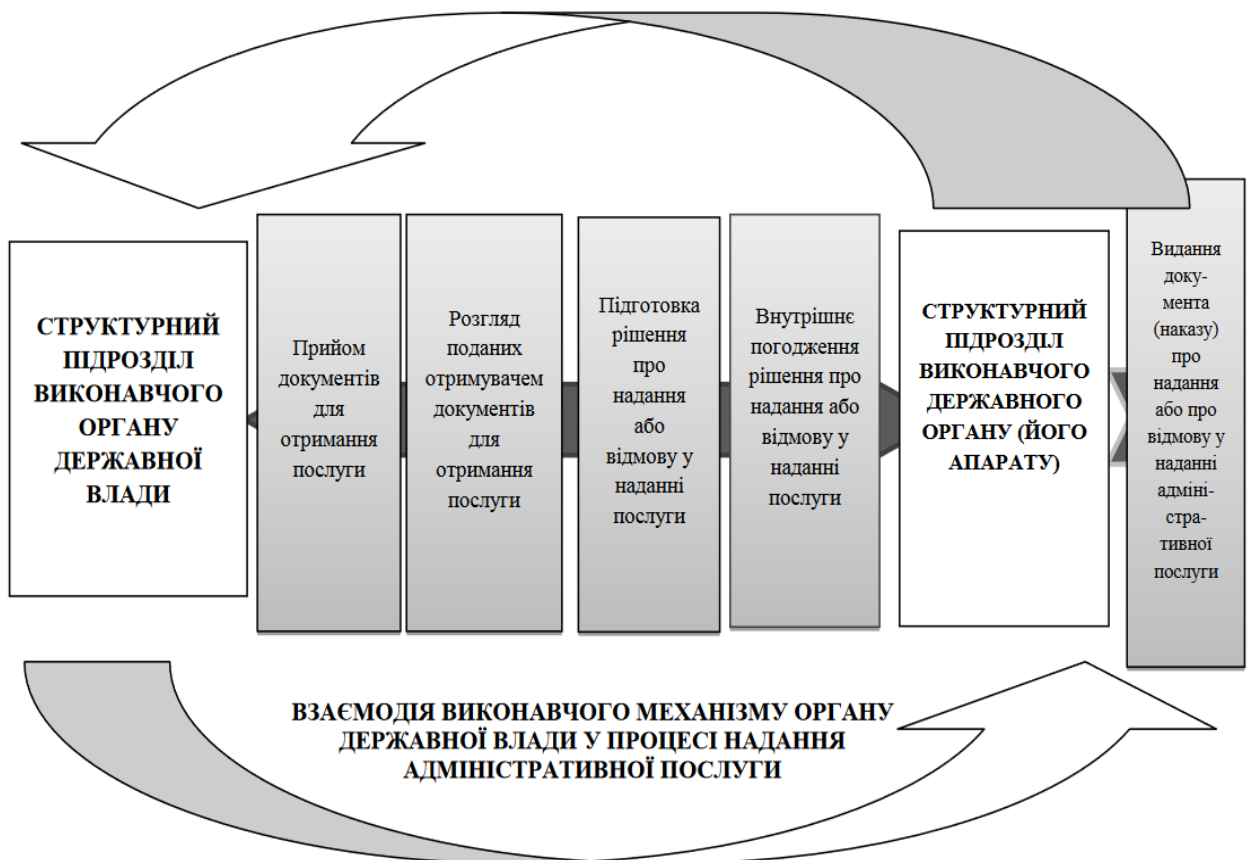 СТРУКТУРНИЙ
ПІДРОЗДІЛ
ВИКОНАВЧОГО
ОРГАНУ
ДЕРЖАВНОЇ
ВЛАДИ
Прийом
документів
для
отримання
послуги
Розгляд
поданих
отримувачем
документів
для
отримання
послуги
Підготовка
рішення
про
надання
або
відмову у
наданні
послуги
Внутрішнє
погодження
рішення про
надання або
відмову у
наданні
послуги
СТРУКТУРНИЙ
ПІДРОЗДІЛ
ВИКОНАВЧОГО
ДЕРЖАВНОГО
ОРГАНУ (ЙОГО
АПАРАТУ)
Видання
доку-
мента
(наказу)
про
надання
або про
відмову у
наданні
адміні-
стра-
тивної
послуги
ВЗАЄМОДІЯ ВИКОНАВЧОГО МЕХАНІЗМУ ОРГАНУ
ДЕРЖАВНОЇ ВЛАДИ У ПРОЦЕСІ НАДАННЯ
АДМІНІСТРАТИВНОЇ ПОСЛУГИ